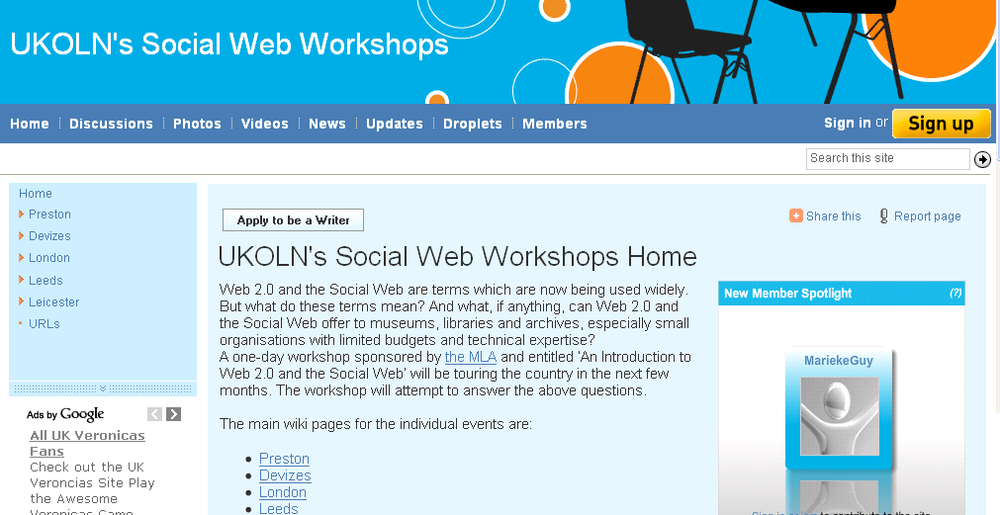 UKOLN's Social Web Workshops
Home Discussions Photos Videos News Updates Droplets Members
Sign in or Sign up
Search this site
Home
Preston
Devizes
London
Leeds
Leicester
URLs
Ads by Google
All UK Veronicas
Fans
Check out the UK
Veroncias Site Play
the Awesome
Veronicas Game
Apply to be a Writer
Share this Report page
UKOLN's Social Web Workshops Home
Web 2.0 and the Social Web are terms which are now being used widely.
But what do these terms mean? And what, if anything, can Web 2.0 and
the Social Web offer to museums, libraries and archives, especially small
organisations with limited budgets and technical expertise?
A one-day workshop sponsored by the MLA and entitled 'An Introduction to
Web 2.0 and the Social Web' will be touring the country in the next few
months. The workshop will attempt to answer the above questions.
The main wiki pages for the individual events are:
Preston
Devizes
London
Leeds
New Member Spotlight (?)
MariekeGuy
to contribute to the site